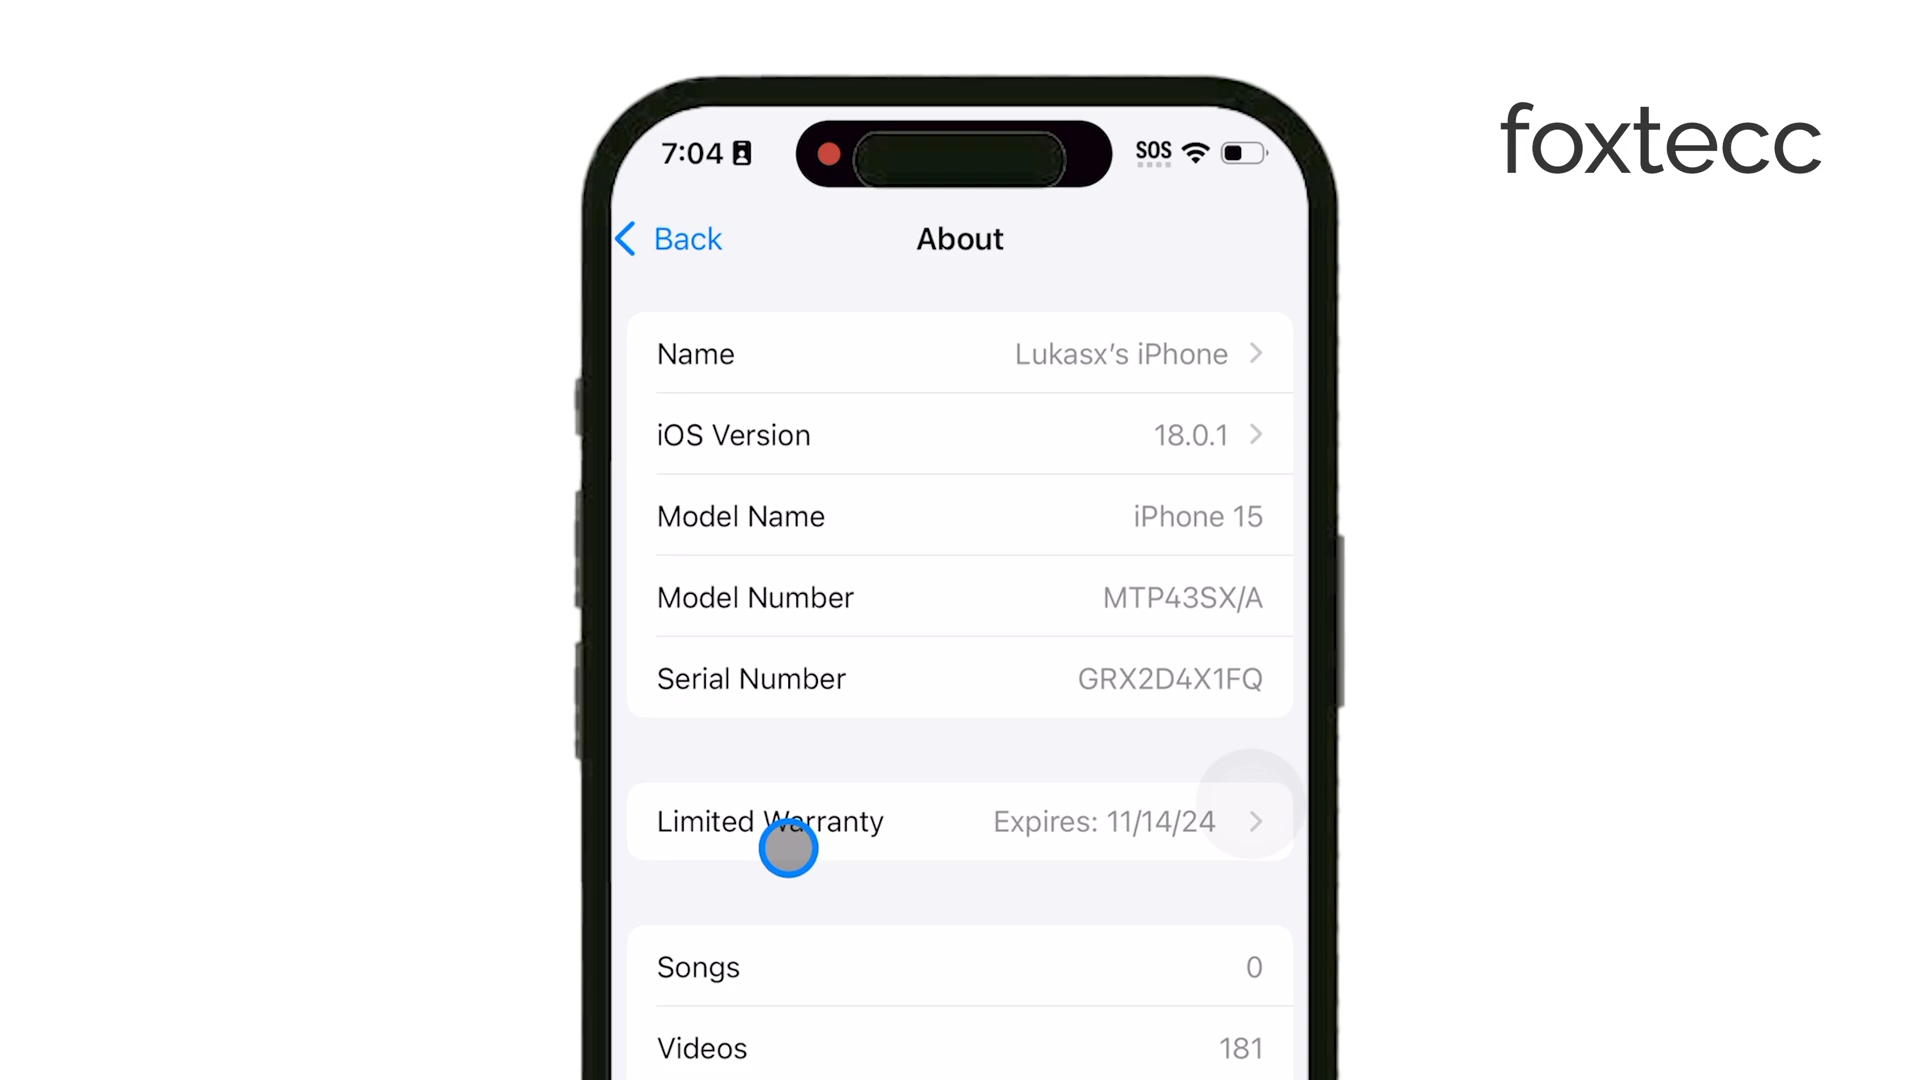 foxtecc
7:04 SOS
Back About
Name Lukasx’s iPhone
iOS Version 18.0.1
Model Name iPhone 15
Model Number MTP43SX/A
Serial Number GRX2D4X1FQ
Limited Warranty Expires: 11/14/24
Songs 0
Videos 181